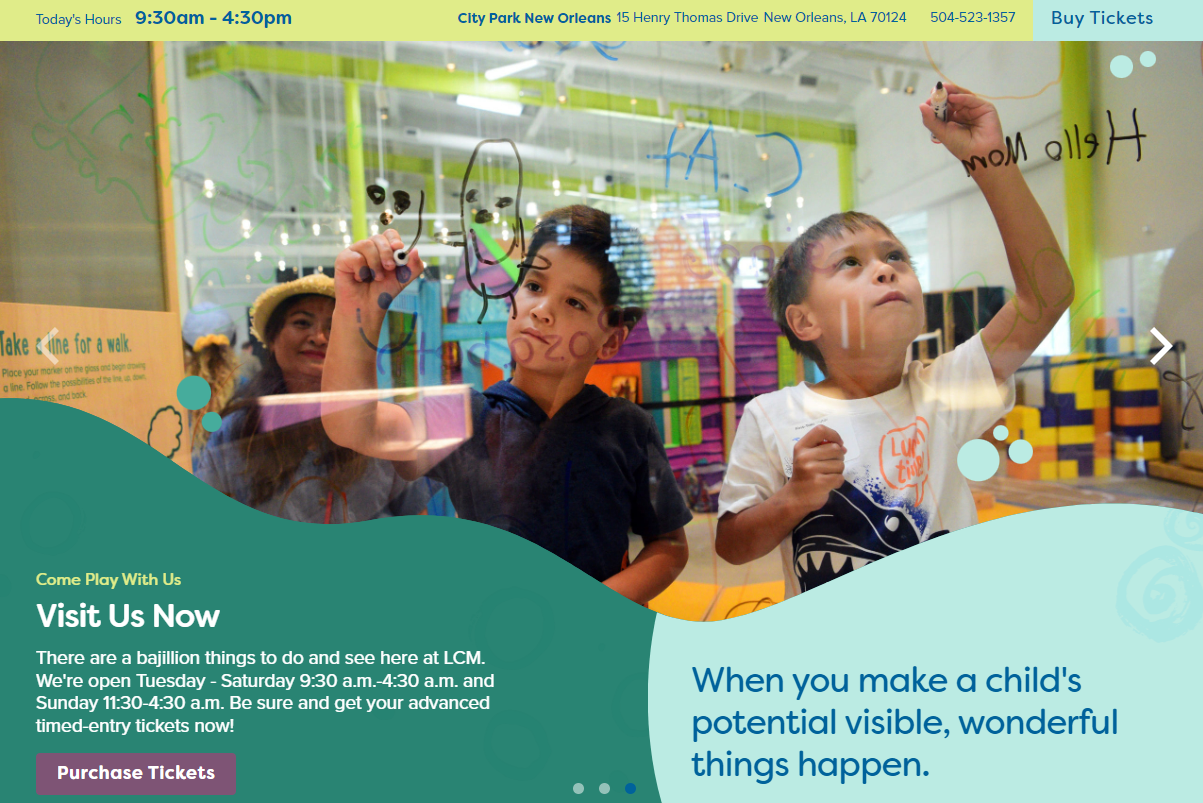 Today's Hours 9:30am - 4:30pm
City Park New Orleans 15 Henry Thomas Drive New Orleans, LA 70124 504-523-1357 Buy Tickets
Hello Mom
C.A+
Take a line for a walk.
Place your marker on the glass and begin drawing
a line. Follow the possibilities of the line, up, down,
across, and back.
Come Play With Us
Visit Us Now
There are a bajillion things to do and see here at LCM.
We're open Tuesday - Saturday 9:30 a.m.-4:30 a.m. and
Sunday 11:30-4:30 a.m. Be sure and get your advanced
timed-entry tickets now!
Purchase Tickets
When you make a child's
potential visible, wonderful
things happen.